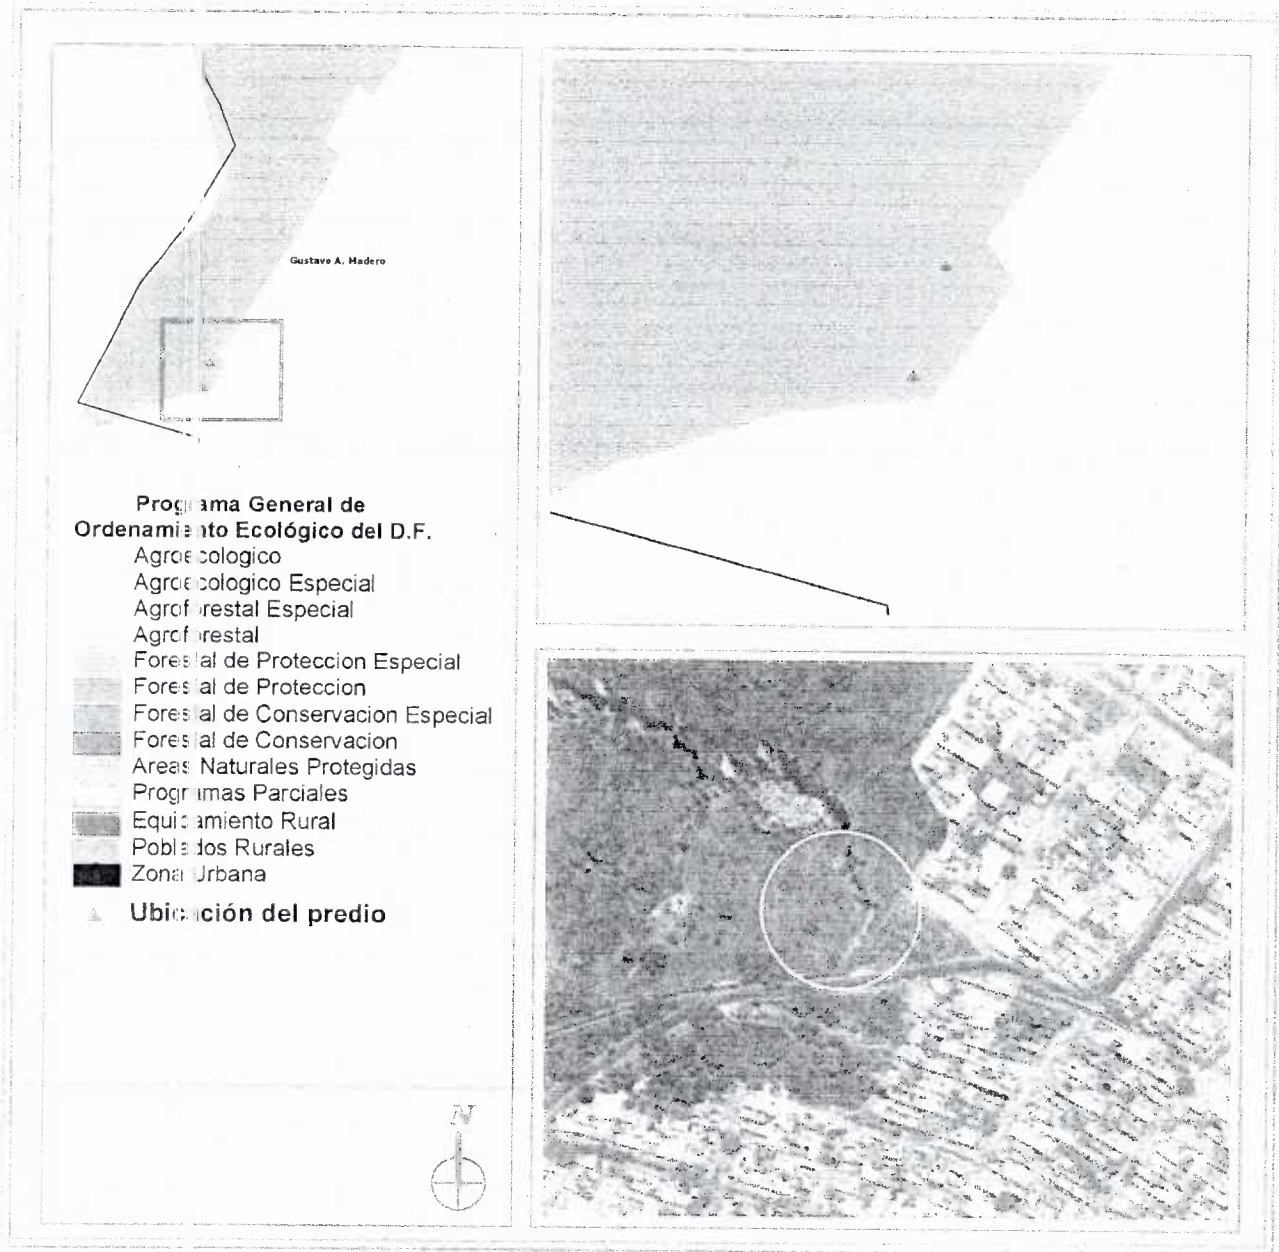 Gustavo A. Madero
Programa General de
Ordenamiento Ecológico del D.F.
Agroecologico
Agroecologico Especial
Agroforestal Especial
Agroforestal
Forestal de Proteccion Especial
Forestal de Proteccion
Forestal de Conservacion Especial
Forestal de Conservacion
Areas Naturales Protegidas
Programas Parciales
Equipamiento Rural
Poblados Rurales
Zona Urbana
Ubicación del predio
N